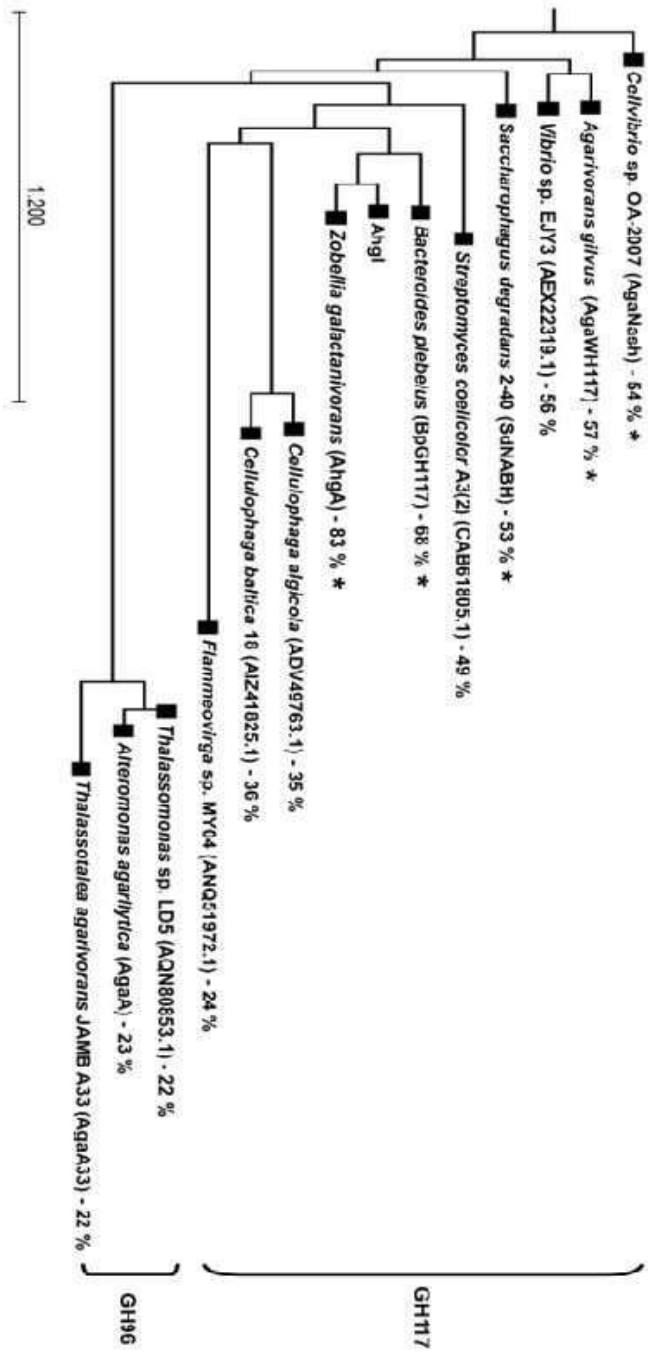 Cellvibrio sp. OA-2007 (AgaNash) - 54 % *
Agarivorans gilvus (AgaWH117) - 57 % *
Vibrio sp. EJY3 (AEX22319.1) - 56 %
Saccharophagus degradans 2-40 (SdNABH) - 53 % *
Streptomyces coelicolor A3(2) (CAB61805.1) - 49 %
Bacteroides plebeius (BpGH117) - 68 % *
AhgI
Zobellia galactanivorans (AhgA) - 83 % *
Cellulophaga algicola (ADV49763.1) - 35 %
Cellulophaga baltica 18 (AIZ41825.1) - 36 %
Flammeovirga sp. MY04 (ANQ51972.1) - 24 %
Thalassomonas sp. LD5 (AQN80853.1) - 22 %
Alteromonas agarilytica (AgaA) - 23 %
Thalassotalea agarivorans JAMB A33 (AgaA33) - 22 %
GH117
GH96
1.200